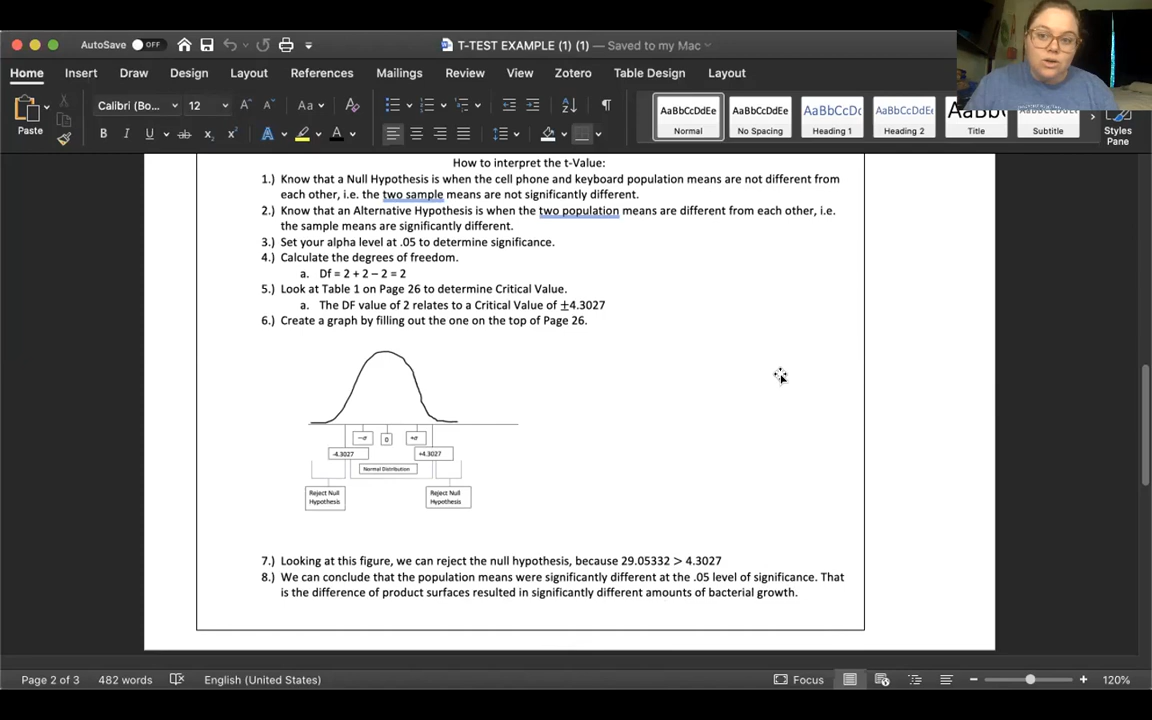 AutoSave OFF
T-TEST EXAMPLE (1) (1) — Saved to my Mac
Home Insert Draw Design Layout References Mailings Review View Zotero Table Design Layout
Paste
Calibri (Bo... 12
AaBbCcDdEe AaBbCcDdEe AaBbCcDc AaBbCcDdEe AaBbCcDdEe
Normal No Spacing Heading 1 Heading 2 Title Subtitle
Styles
Pane
How to interpret the t-Value:
1.) Know that a Null Hypothesis is when the cell phone and keyboard population means are not different from
each other, i.e. the two sample means are not significantly different.
2.) Know that an Alternative Hypothesis is when the two population means are different from each other, i.e.
the sample means are significantly different.
3.) Set your alpha level at .05 to determine significance.
4.) Calculate the degrees of freedom.
a. Df = 2 + 2 – 2 = 2
5.) Look at Table 1 on Page 26 to determine Critical Value.
a. The DF value of 2 relates to a Critical Value of ±4.3027
6.) Create a graph by filling out the one on the top of Page 26.
—σ 0 +σ
-4.3027 +4.3027
Normal Distribution
Reject Null Reject Null
Hypothesis Hypothesis
7.) Looking at this figure, we can reject the null hypothesis, because 29.05332 > 4.3027
8.) We can conclude that the population means were significantly different at the .05 level of significance. That
is the difference of product surfaces resulted in significantly different amounts of bacterial growth.
Page 2 of 3 482 words English (United States) Focus 120%